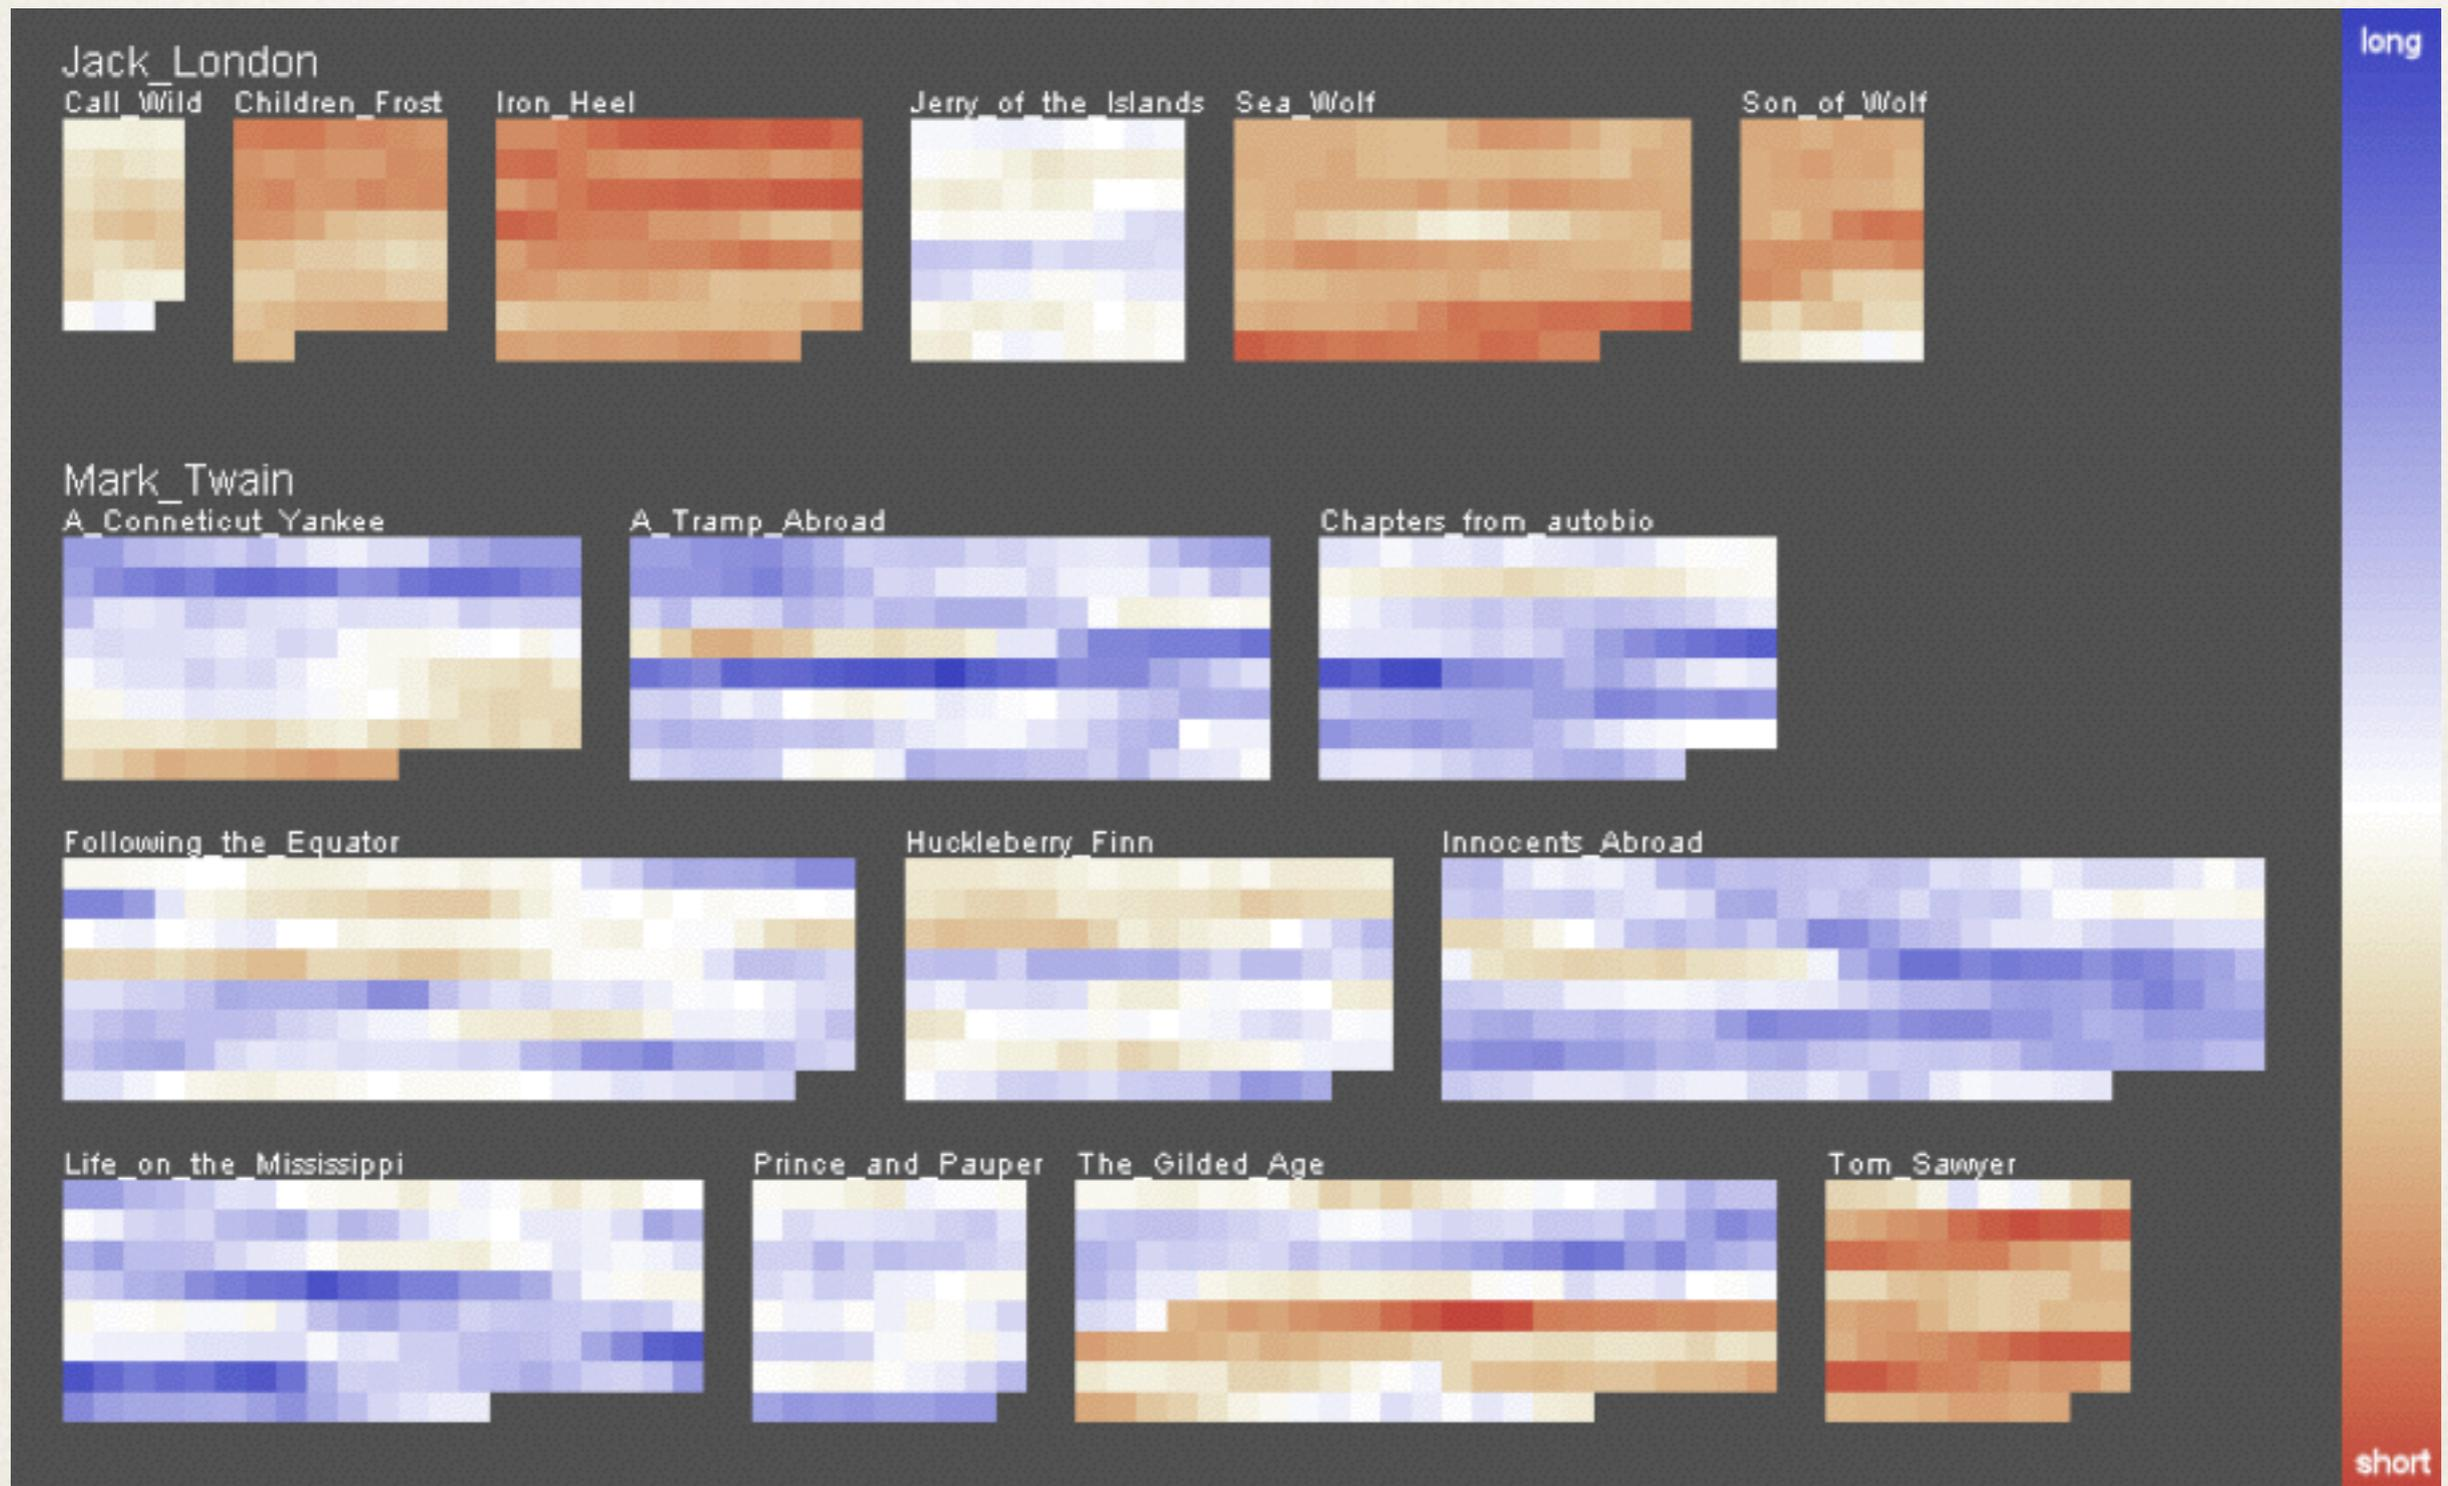 long
Jack_London
Call_Wild Children_Frost Iron_Heel Jerry_of_the_Islands Sea_Wolf Son_of_Wolf
Mark_Twain
A_Conneticut_Yankee A_Tramp_Abroad Chapters_from_autobio
Following_the_Equator Huckleberry_Finn Innocents_Abroad
Life_on_the_Mississippi Prince_and_Pauper The_Gilded_Age Tom_Sawyer
short